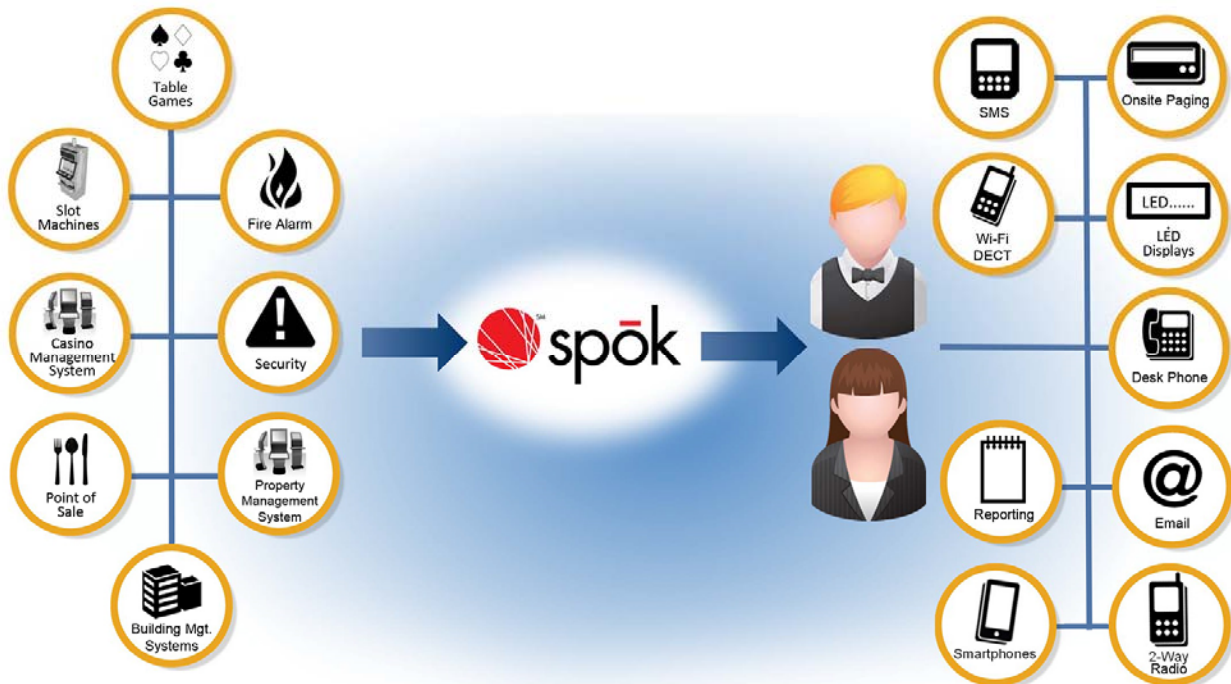 Table
Games
Slot
Machines
Fire Alarm
Casino
Management
System
Security
Point of
Sale
Property
Management
System
Building Mgt.
Systems
SM
spōk
SMS
Onsite Paging
Wi-Fi
DECT
LED......
LED
Displays
Desk Phone
Reporting
@
Email
Smartphones
2-Way
Radio